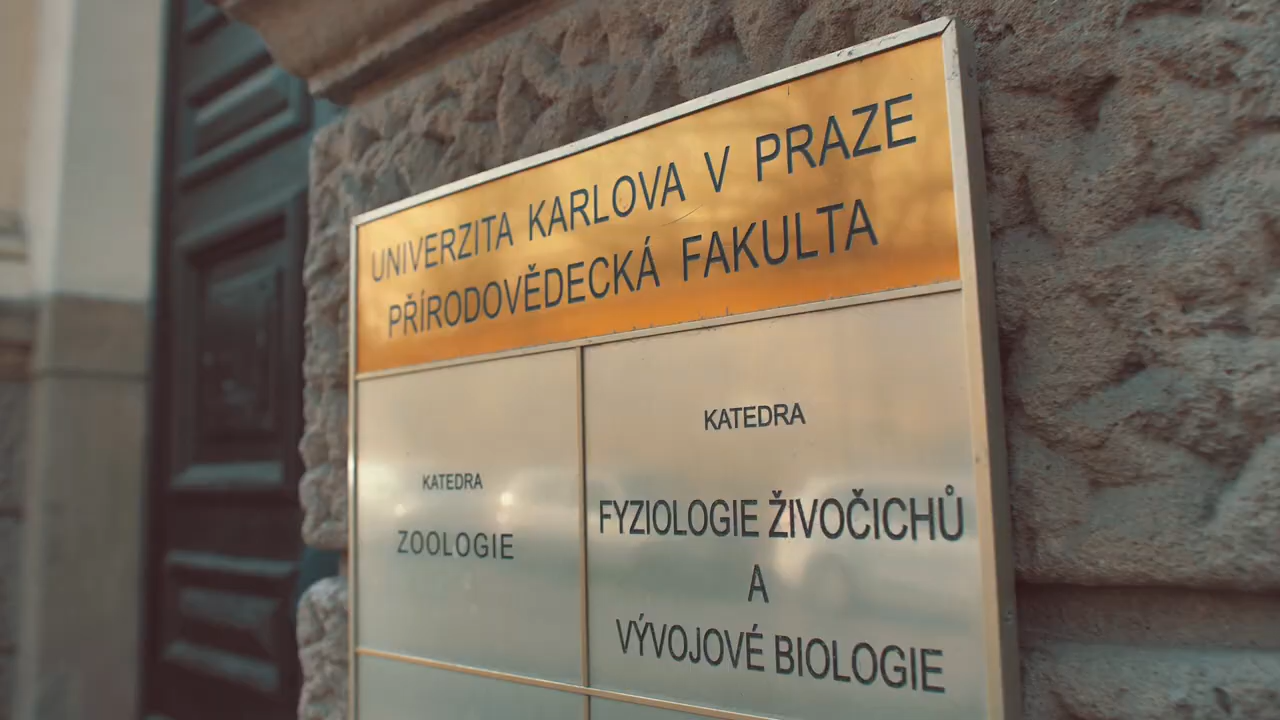 UNIVERZITA KARLOVA V PRAZE
PŘÍRODOVĚDECKÁ FAKULTA
KATEDRA
ZOOLOGIE
KATEDRA
FYZIOLOGIE ŽIVOČICHŮ
A
VÝVOJOVÉ BIOLOGIE